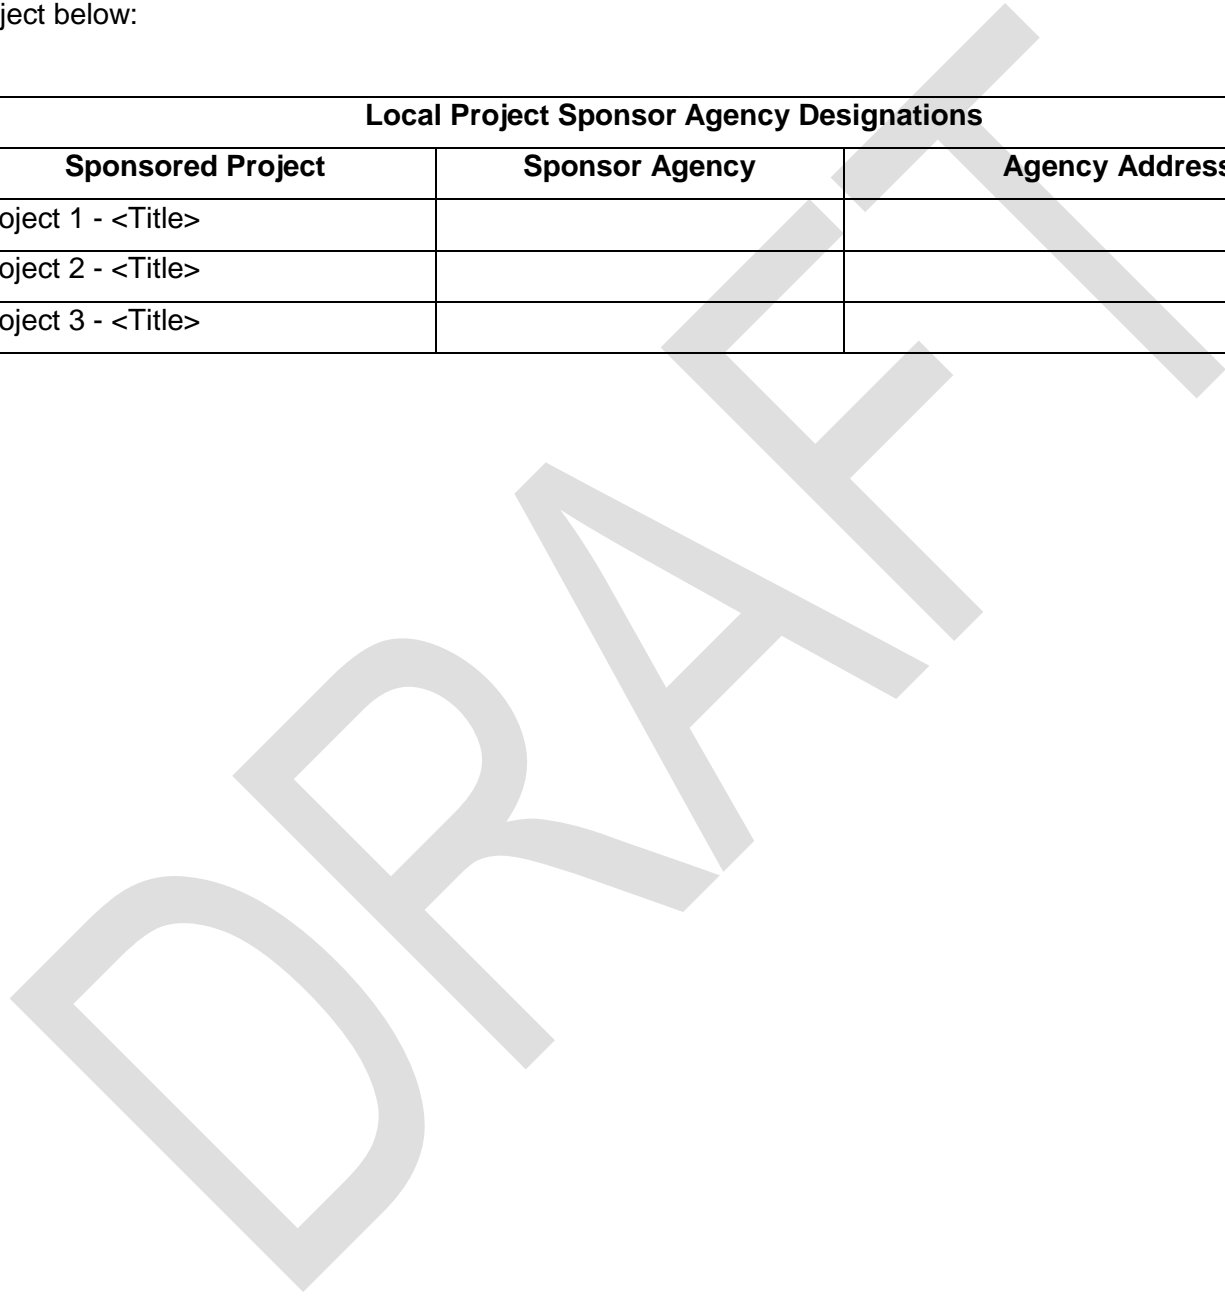 ject below:
Local Project Sponsor Agency Designations
Sponsored Project Sponsor Agency Agency Address
oject 1 - <Title>
oject 2 - <Title>
oject 3 - <Title>
DRAFT